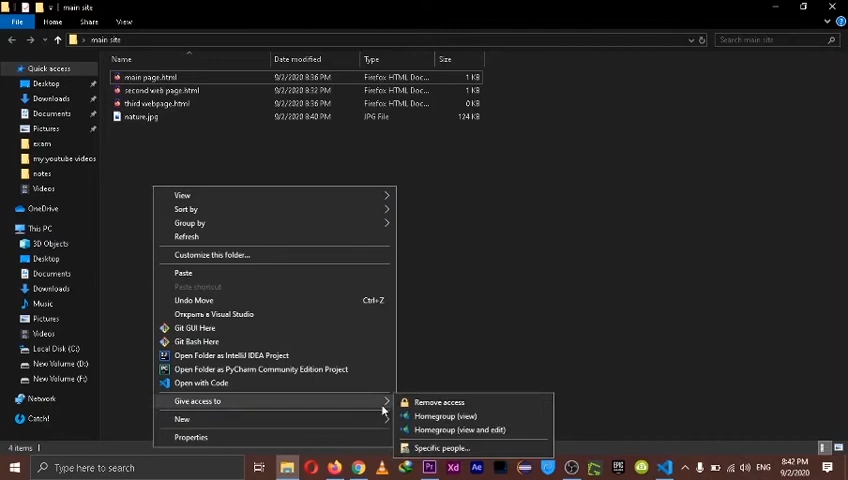 main site
File Home Share View
main site Search main site
Name Date modified Type Size
Quick access
Desktop
Downloads
Documents
Pictures
exam
my youtube videos
notes
Videos
OneDrive
This PC
3D Objects
Desktop
Documents
Downloads
Music
Pictures
Videos
Local Disk (C:)
New Volume (D:)
New Volume (F:)
Catch!
main page.html 9/2/2020 8:36 PM Firefox HTML Doc... 1 KB
second web page.html 9/2/2020 8:32 PM Firefox HTML Doc... 1 KB
third webpage.html 9/2/2020 8:36 PM Firefox HTML Doc... 0 KB
nature.jpg 9/2/2020 8:40 PM JPG File 124 KB
View
Sort by
Group by
Refresh
Customize this folder...
Paste
Paste shortcut
Undo Move Ctrl+Z
Открыть в Visual Studio
Git GUI Here
Git Bash Here
Open Folder as IntelliJ IDEA Project
Open Folder as PyCharm Community Edition Project
Open with Code
Give access to
New
Properties
Remove access
Homegroup (view)
Homegroup (view and edit)
Specific people...
4 items
Type here to search
Pr Xd Ae EPIC ENG 8:42 PM
9/2/2020